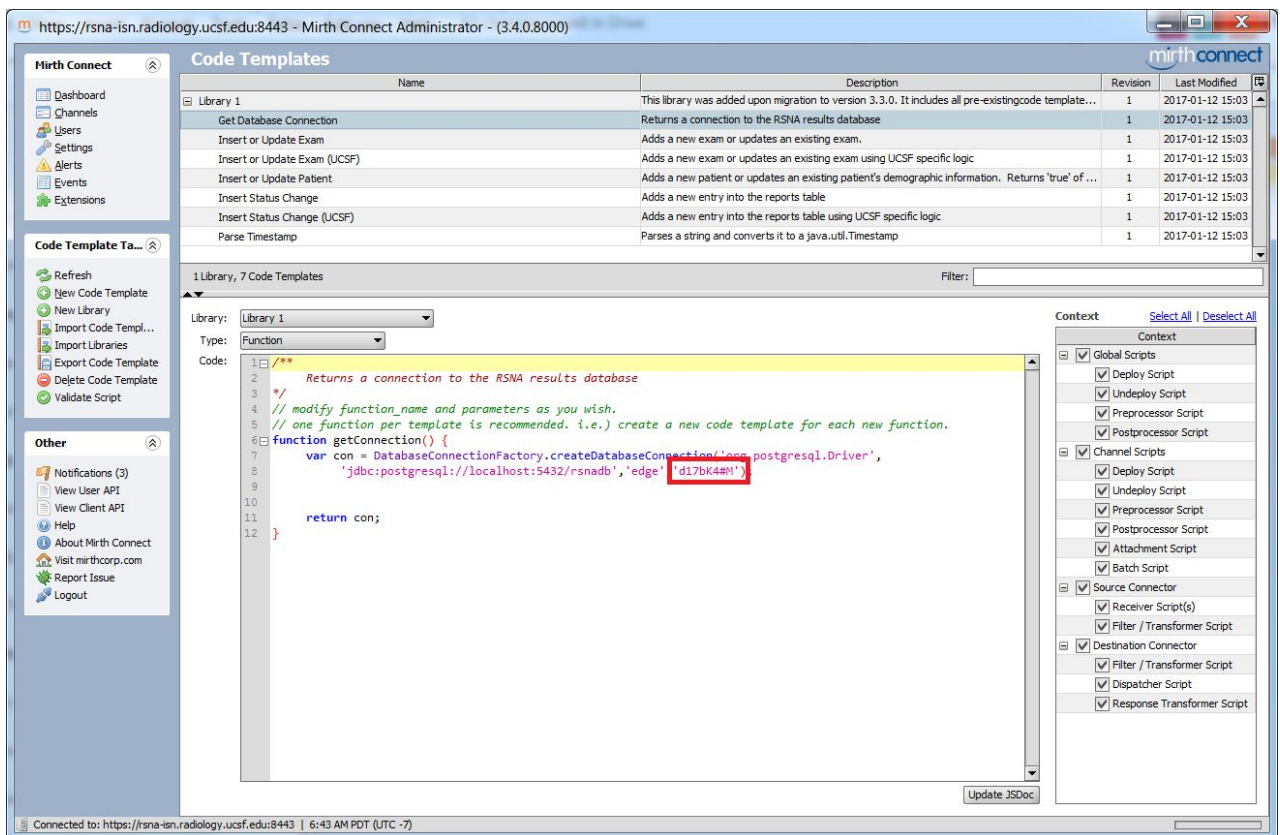 https://rsna-isn.radiology.ucsf.edu:8443 - Mirth Connect Administrator - (3.4.0.8000)
Mirth Connect
Dashboard
Channels
Users
Settings
Alerts
Events
Extensions
Code Template Ta...
Refresh
New Code Template
New Library
Import Code Templ...
Import Libraries
Export Code Template
Delete Code Template
Validate Script
Other
Notifications (3)
View User API
View Client API
Help
About Mirth Connect
Visit mirthcorp.com
Report Issue
Logout
Code Templates
mirthconnect
Name Description Revision Last Modified
Library 1 This library was added upon migration to version 3.3.0. It includes all pre-existingcode template... 1 2017-01-12 15:03
Get Database Connection Returns a connection to the RSNA results database 1 2017-01-12 15:03
Insert or Update Exam Adds a new exam or updates an existing exam. 1 2017-01-12 15:03
Insert or Update Exam (UCSF) Adds a new exam or updates an existing exam using UCSF specific logic 1 2017-01-12 15:03
Insert or Update Patient Adds a new patient or updates an existing patient's demographic information. Returns 'true' of ... 1 2017-01-12 15:03
Insert Status Change Adds a new entry into the reports table 1 2017-01-12 15:03
Insert Status Change (UCSF) Adds a new entry into the reports table using UCSF specific logic 1 2017-01-12 15:03
Parse Timestamp Parses a string and converts it to a java.util.Timestamp 1 2017-01-12 15:03
1 Library, 7 Code Templates Filter:
Library: Library 1
Type: Function
Code:
1 /**
2 Returns a connection to the RSNA results database
3 */
4 // modify function_name and parameters as you wish.
5 // one function per template is recommended. i.e.) create a new code template for each new function.
6 function getConnection() {
7 var con = DatabaseConnectionFactory.createDatabaseConnection('org.postgresql.Driver',
8 'jdbc:postgresql://localhost:5432/rsnadb','edge','d17bK4#M');
9
10
11 return con;
12 }
Update JSDoc
Context Select All | Deselect All
Context
Global Scripts
Deploy Script
Undeploy Script
Preprocessor Script
Postprocessor Script
Channel Scripts
Deploy Script
Undeploy Script
Preprocessor Script
Postprocessor Script
Attachment Script
Batch Script
Source Connector
Receiver Script(s)
Filter / Transformer Script
Destination Connector
Filter / Transformer Script
Dispatcher Script
Response Transformer Script
Connected to: https://rsna-isn.radiology.ucsf.edu:8443 | 6:43 AM PDT (UTC -7)